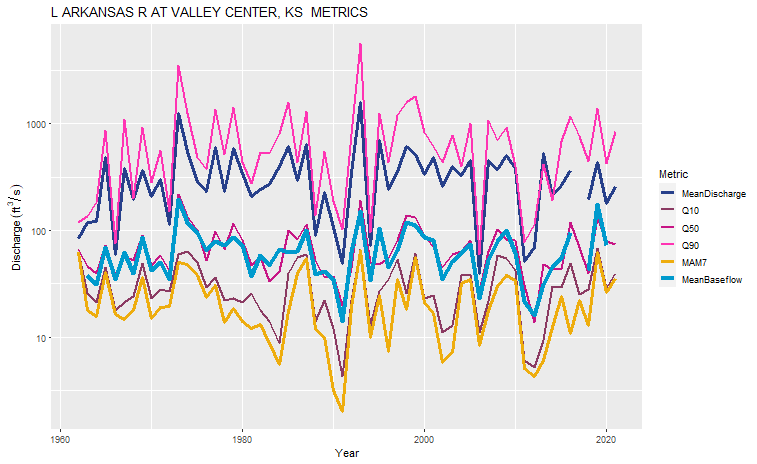 L ARKANSAS R AT VALLEY CENTER, KS  METRICS
Discharge (ft³/s)
1000
100
10
1960
1980
2000
2020
Year
Metric
MeanDischarge
Q10
Q50
Q90
MAM7
MeanBaseflow